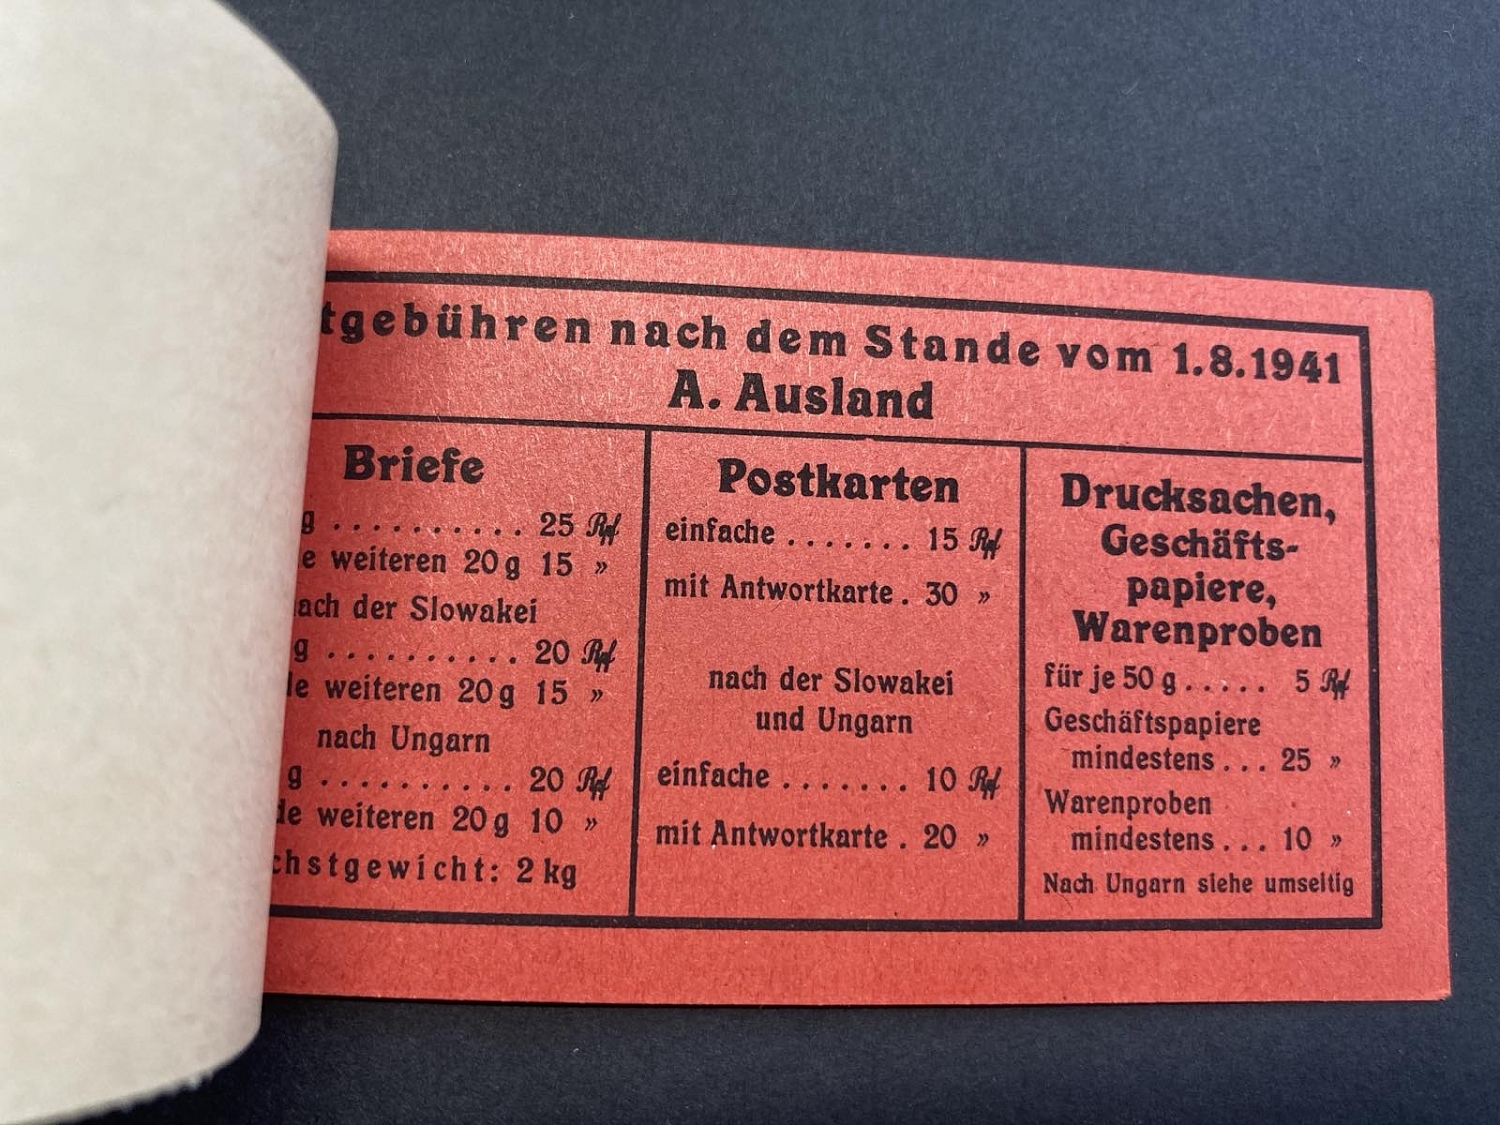 tgebühren nach dem Stande vom 1.8.1941
A. Ausland
Briefe
g .......... 25 Rpf
e weiteren 20 g 15 »
ach der Slowakei
g .......... 20 Rpf
de weiteren 20 g 15 »
nach Ungarn
g .......... 20 Rpf
de weiteren 20 g 10 »
chstgewicht: 2 kg
Postkarten
einfache ....... 15 Rpf
mit Antwortkarte . 30 »
nach der Slowakei
und Ungarn
einfache ....... 10 Rpf
mit Antwortkarte . 20 »
Drucksachen,
Geschäfts-
papiere,
Warenproben
für je 50 g ..... 5 Rpf
Geschäftspapiere
mindestens ... 25 »
Warenproben
mindestens ... 10 »
Nach Ungarn siehe umseitig